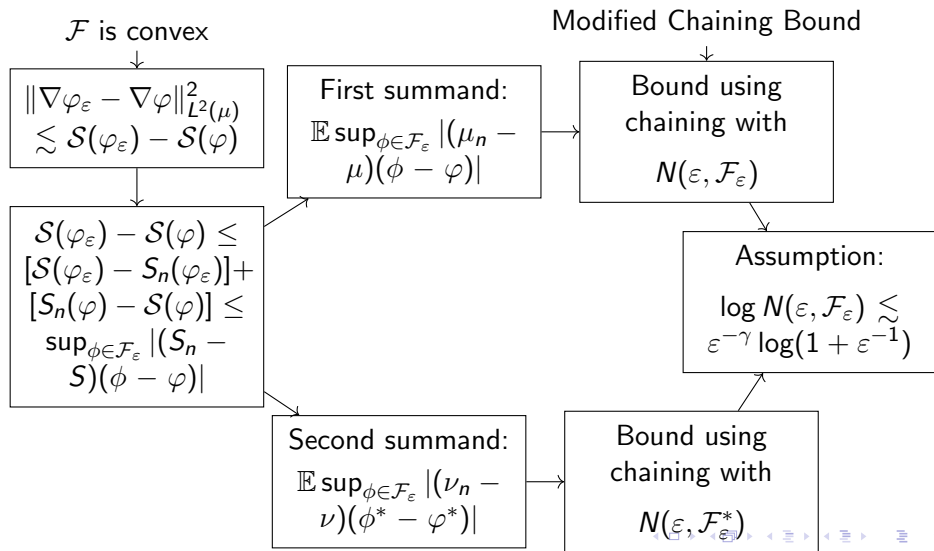 𝓕 is convex
‖∇φ_ε − ∇φ‖²_{L²(μ)}
≲ 𝒮(φ_ε) − 𝒮(φ)
𝒮(φ_ε) − 𝒮(φ) ≤
[𝒮(φ_ε) − S_n(φ_ε)]+
[S_n(φ) − 𝒮(φ)] ≤
sup_{ϕ∈𝓕_ε} |(S_n −
S)(ϕ − φ)|
First summand:
𝔼 sup_{ϕ∈𝓕_ε} |(μ_n −
μ)(ϕ − φ)|
Second summand:
𝔼 sup_{ϕ∈𝓕_ε} |(ν_n −
ν)(ϕ* − φ*)|
Modified Chaining Bound
Bound using
chaining with
N(ε, 𝓕_ε)
Bound using
chaining with
N(ε, 𝓕*_ε)
Assumption:
log N(ε, 𝓕_ε) ≲
ε^{−γ} log(1 + ε^{−1})